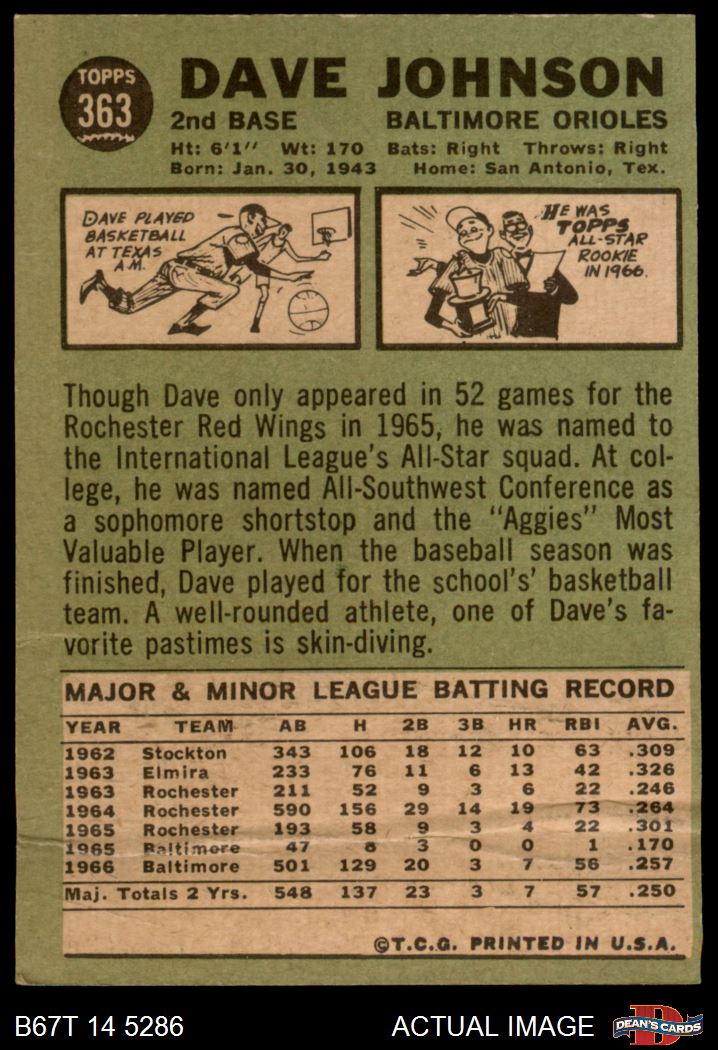 TOPPS
363
DAVE JOHNSON
2nd BASE BALTIMORE ORIOLES
Ht: 6'1" Wt: 170 Bats: Right Throws: Right
Born: Jan. 30, 1943 Home: San Antonio, Tex.
DAVE PLAYED
BASKETBALL
AT TEXAS
A.M.
HE WAS
TOPPS
ALL-STAR
ROOKIE
IN 1966.
Though Dave only appeared in 52 games for the
Rochester Red Wings in 1965, he was named to
the International League's All-Star squad. At col-
lege, he was named All-Southwest Conference as
a sophomore shortstop and the "Aggies" Most
Valuable Player. When the baseball season was
finished, Dave played for the school's' basketball
team. A well-rounded athlete, one of Dave's fa-
vorite pastimes is skin-diving.
MAJOR & MINOR LEAGUE BATTING RECORD
YEAR TEAM AB H 2B 3B HR RBI AVG.
1962 Stockton 343 106 18 12 10 63 .309
1963 Elmira 233 76 11 6 13 42 .326
1963 Rochester 211 52 9 3 6 22 .246
1964 Rochester 590 156 29 14 19 73 .264
1965 Rochester 193 58 9 3 4 22 .301
1965 Baltimore 47 8 3 0 0 1 .170
1966 Baltimore 501 129 20 3 7 56 .257
Maj. Totals 2 Yrs. 548 137 23 3 7 57 .250
©T.C.G. PRINTED IN U.S.A.
B67T 14 5286 ACTUAL IMAGE DEAN'S CARDS